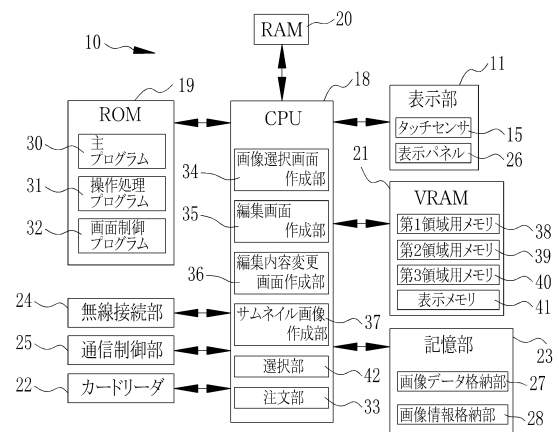 10
RAM
20
19
ROM
30
主
プログラム
31
操作処理
プログラム
32
画面制御
プログラム
24
無線接続部
25
通信制御部
22
カードリーダ
18
CPU
34
画像選択画面
作成部
35
編集画面
作成部
36
編集内容変更
画面作成部
サムネイル画像
作成部
37
選択部
42
注文部
33
11
表示部
タッチセンサ
15
表示パネル
26
21
VRAM
第1領域用メモリ
38
第2領域用メモリ
39
第3領域用メモリ
40
表示メモリ
41
記憶部
23
画像データ格納部
27
画像情報格納部
28